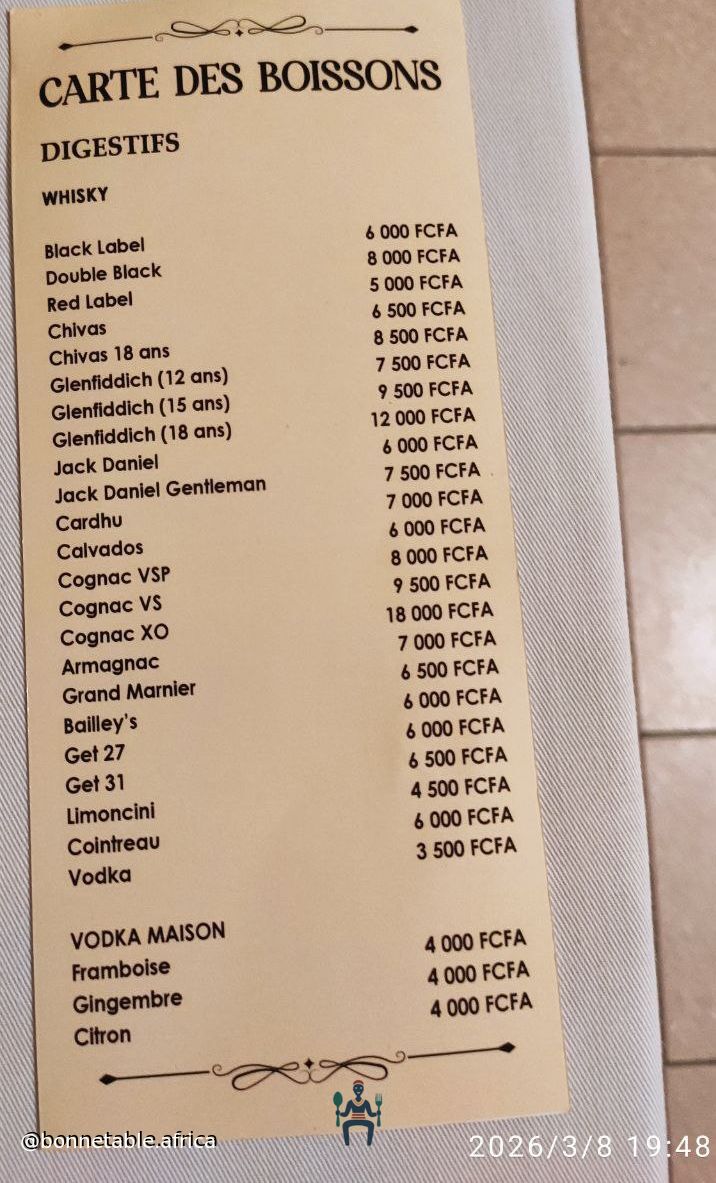 CARTE DES BOISSONS
DIGESTIFS
WHISKY
Black Label 6 000 FCFA
Double Black 8 000 FCFA
Red Label 5 000 FCFA
Chivas 6 500 FCFA
Chivas 18 ans 8 500 FCFA
Glenfiddich (12 ans) 7 500 FCFA
Glenfiddich (15 ans) 9 500 FCFA
Glenfiddich (18 ans) 12 000 FCFA
Jack Daniel 6 000 FCFA
Jack Daniel Gentleman 7 500 FCFA
Cardhu 7 000 FCFA
Calvados 6 000 FCFA
Cognac VSP 8 000 FCFA
Cognac VS 9 500 FCFA
Cognac XO 18 000 FCFA
Armagnac 7 000 FCFA
Grand Marnier 6 500 FCFA
Bailley's 6 000 FCFA
Get 27 6 000 FCFA
Get 31 6 500 FCFA
Limoncini 4 500 FCFA
Cointreau 6 000 FCFA
Vodka 3 500 FCFA
VODKA MAISON
Framboise 4 000 FCFA
Gingembre 4 000 FCFA
Citron 4 000 FCFA
@bonnetable.africa
2026/3/8 19:48